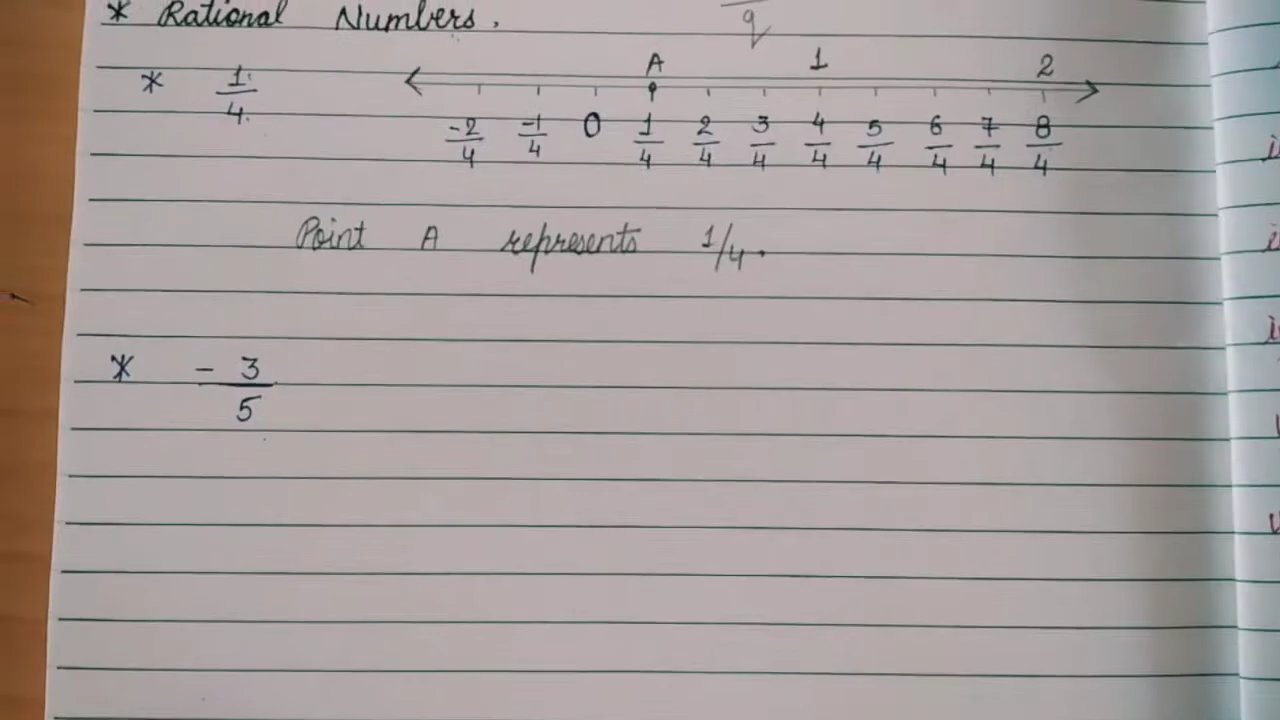 * Rational Numbers.
q
* 1/4 A 1 2
-2/4 -1/4 0 1/4 2/4 3/4 4/4 5/4 6/4 7/4 8/4
Point A represents 1/4.
* - 3/5